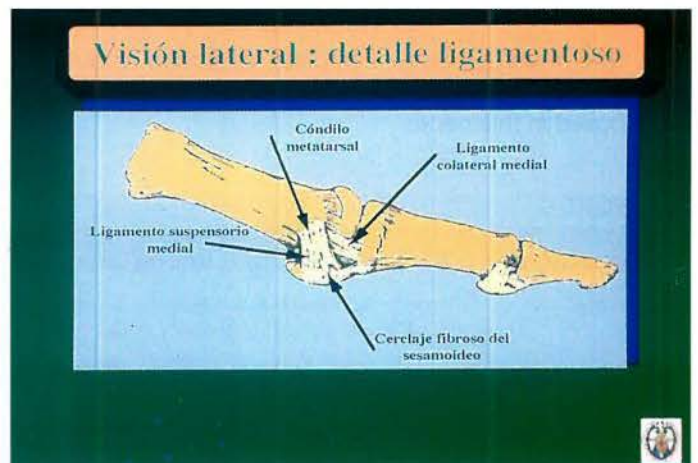 Visión lateral : detalle ligamentoso
Cóndilo
metatarsal
Ligamento
colateral medial
Ligamento suspensorio
medial
Cerclaje fibroso del
sesamoideo